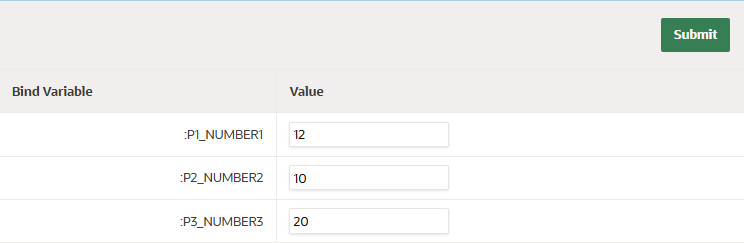 Submit
Bind Variable Value
:P1_NUMBER1 12
:P2_NUMBER2 10
:P3_NUMBER3 20